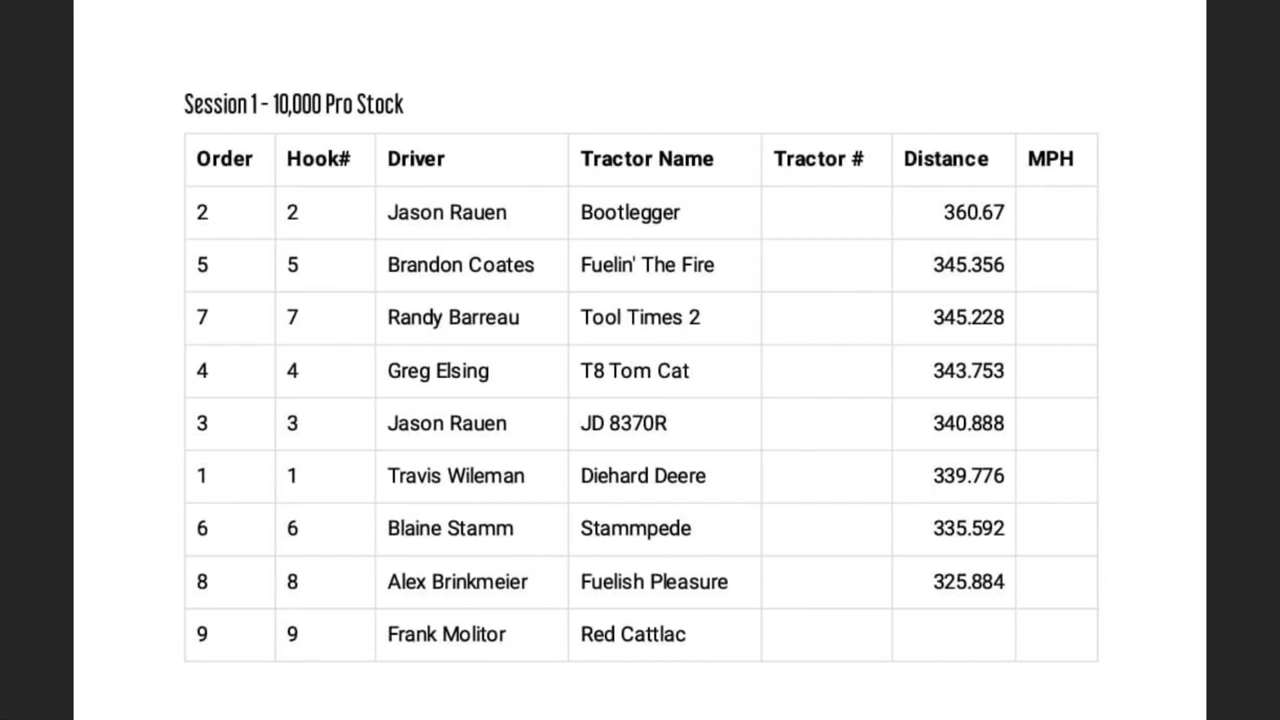 Session 1 - 10,000 Pro Stock
Order Hook# Driver Tractor Name Tractor # Distance MPH
2 2 Jason Rauen Bootlegger 360.67
5 5 Brandon Coates Fuelin' The Fire 345.356
7 7 Randy Barreau Tool Times 2 345.228
4 4 Greg Elsing T8 Tom Cat 343.753
3 3 Jason Rauen JD 8370R 340.888
1 1 Travis Wileman Diehard Deere 339.776
6 6 Blaine Stamm Stammpede 335.592
8 8 Alex Brinkmeier Fuelish Pleasure 325.884
9 9 Frank Molitor Red Cattlac